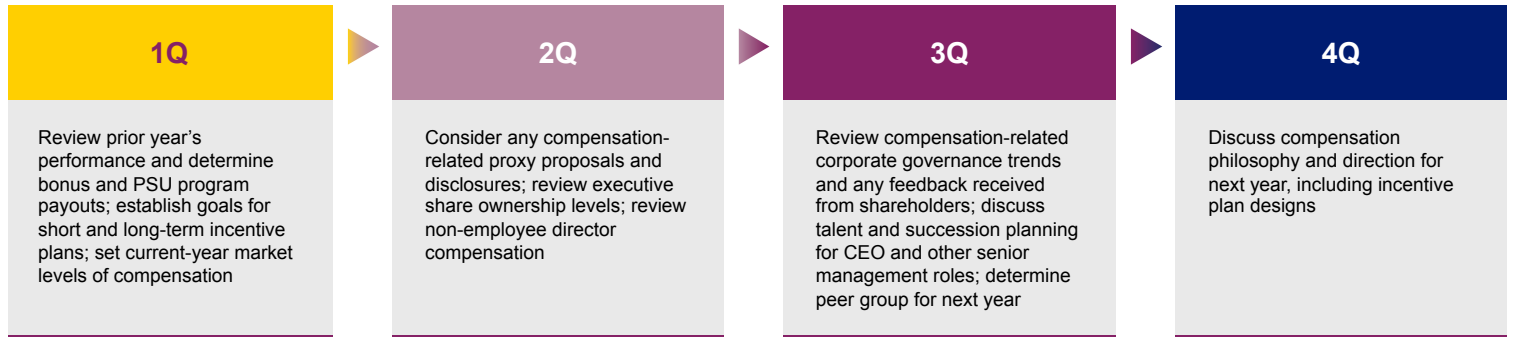 1Q
Review prior year’s
performance and determine
bonus and PSU program
payouts; establish goals for
short and long-term incentive
plans; set current-year market
levels of compensation
2Q
Consider any compensation-
related proxy proposals and
disclosures; review executive
share ownership levels; review
non-employee director
compensation
3Q
Review compensation-related
corporate governance trends
and any feedback received
from shareholders; discuss
talent and succession planning
for CEO and other senior
management roles; determine
peer group for next year
4Q
Discuss compensation
philosophy and direction for
next year, including incentive
plan designs